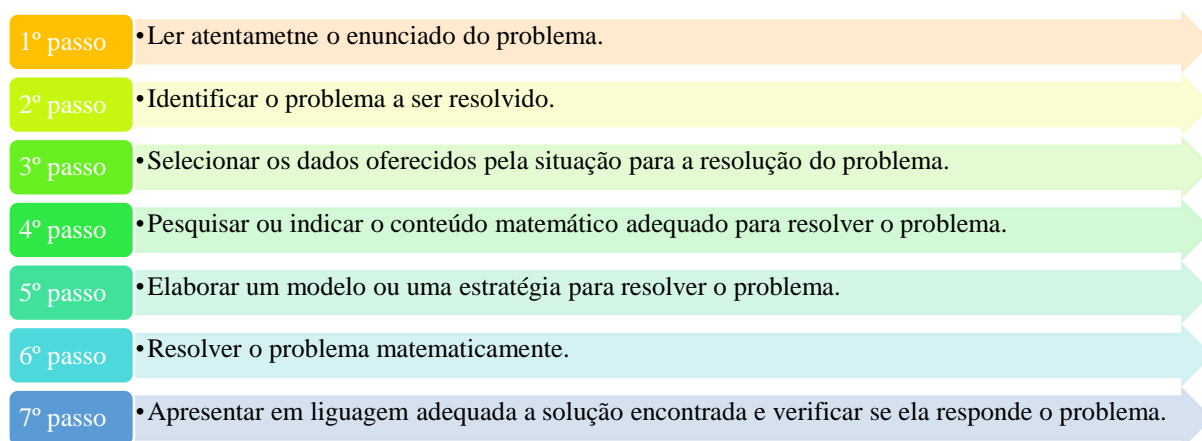 1º passo •Ler atentametne o enunciado do problema.
2º passo •Identificar o problema a ser resolvido.
3º passo •Selecionar os dados oferecidos pela situação para a resolução do problema.
4º passo •Pesquisar ou indicar o conteúdo matemático adequado para resolver o problema.
5º passo •Elaborar um modelo ou uma estratégia para resolver o problema.
6º passo •Resolver o problema matematicamente.
7º passo •Apresentar em liguagem adequada a solução encontrada e verificar se ela responde o problema.